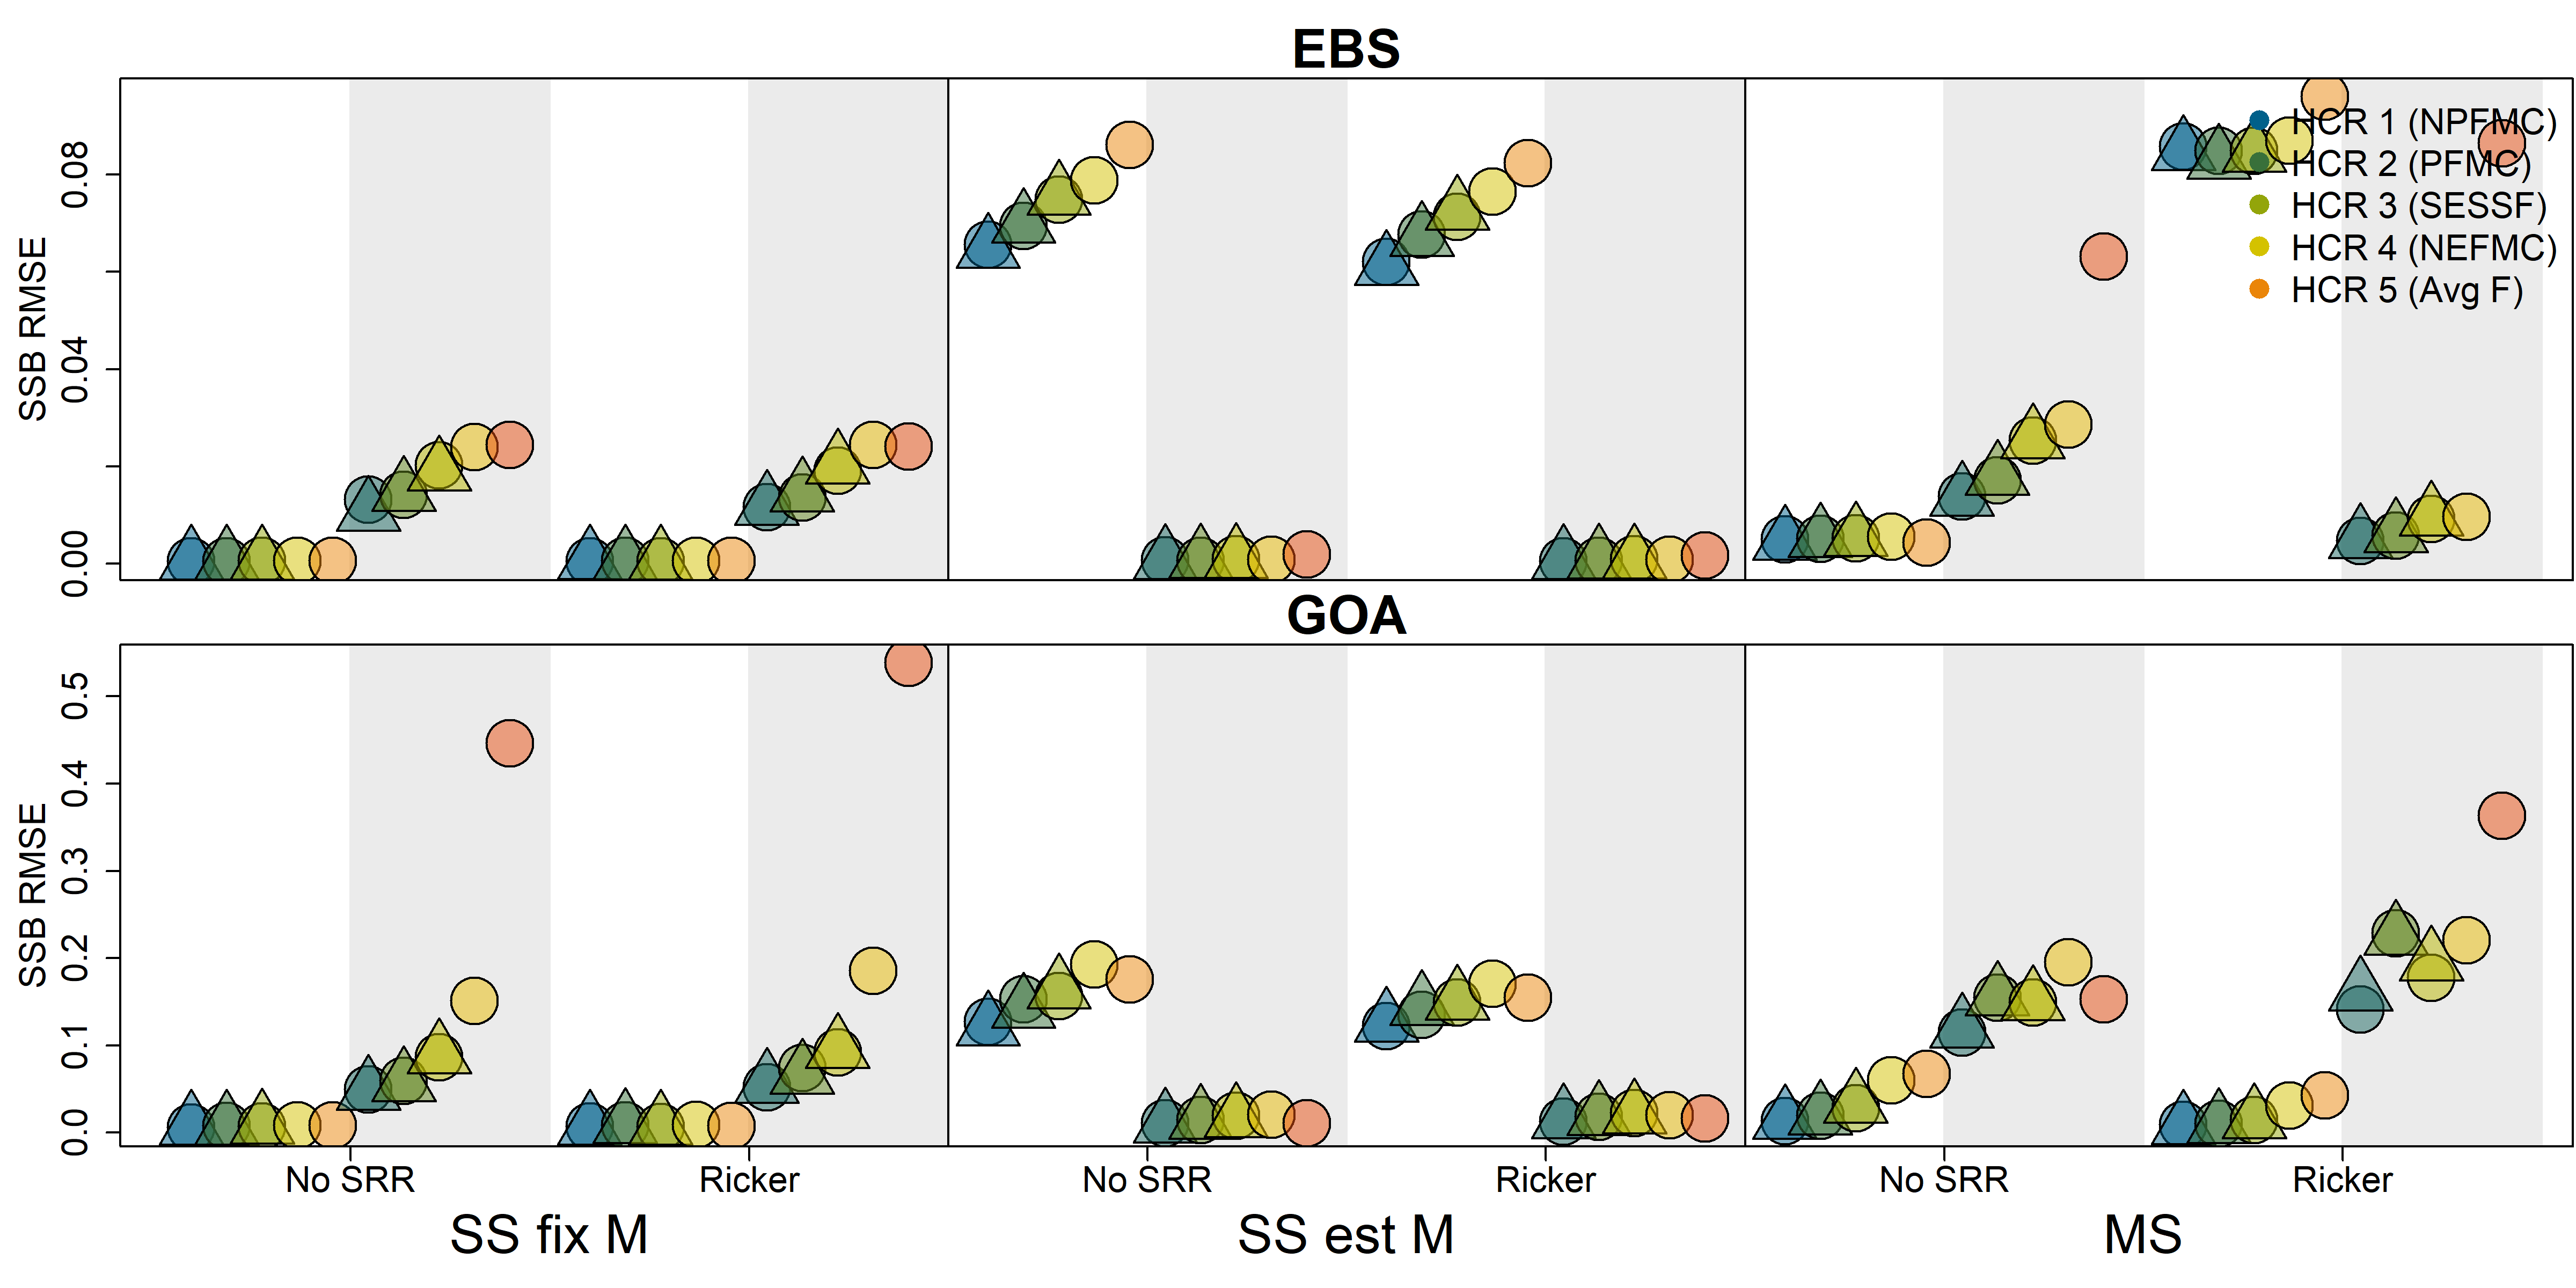 EBS
SSB RMSE
0.00
0.04
0.08
HCR 1 (NPFMC)
HCR 2 (PFMC)
HCR 3 (SESSF)
HCR 4 (NEFMC)
HCR 5 (Avg F)
GOA
SSB RMSE
0.0
0.1
0.2
0.3
0.4
0.5
No SRR
Ricker
No SRR
Ricker
No SRR
Ricker
SS fix M
SS est M
MS